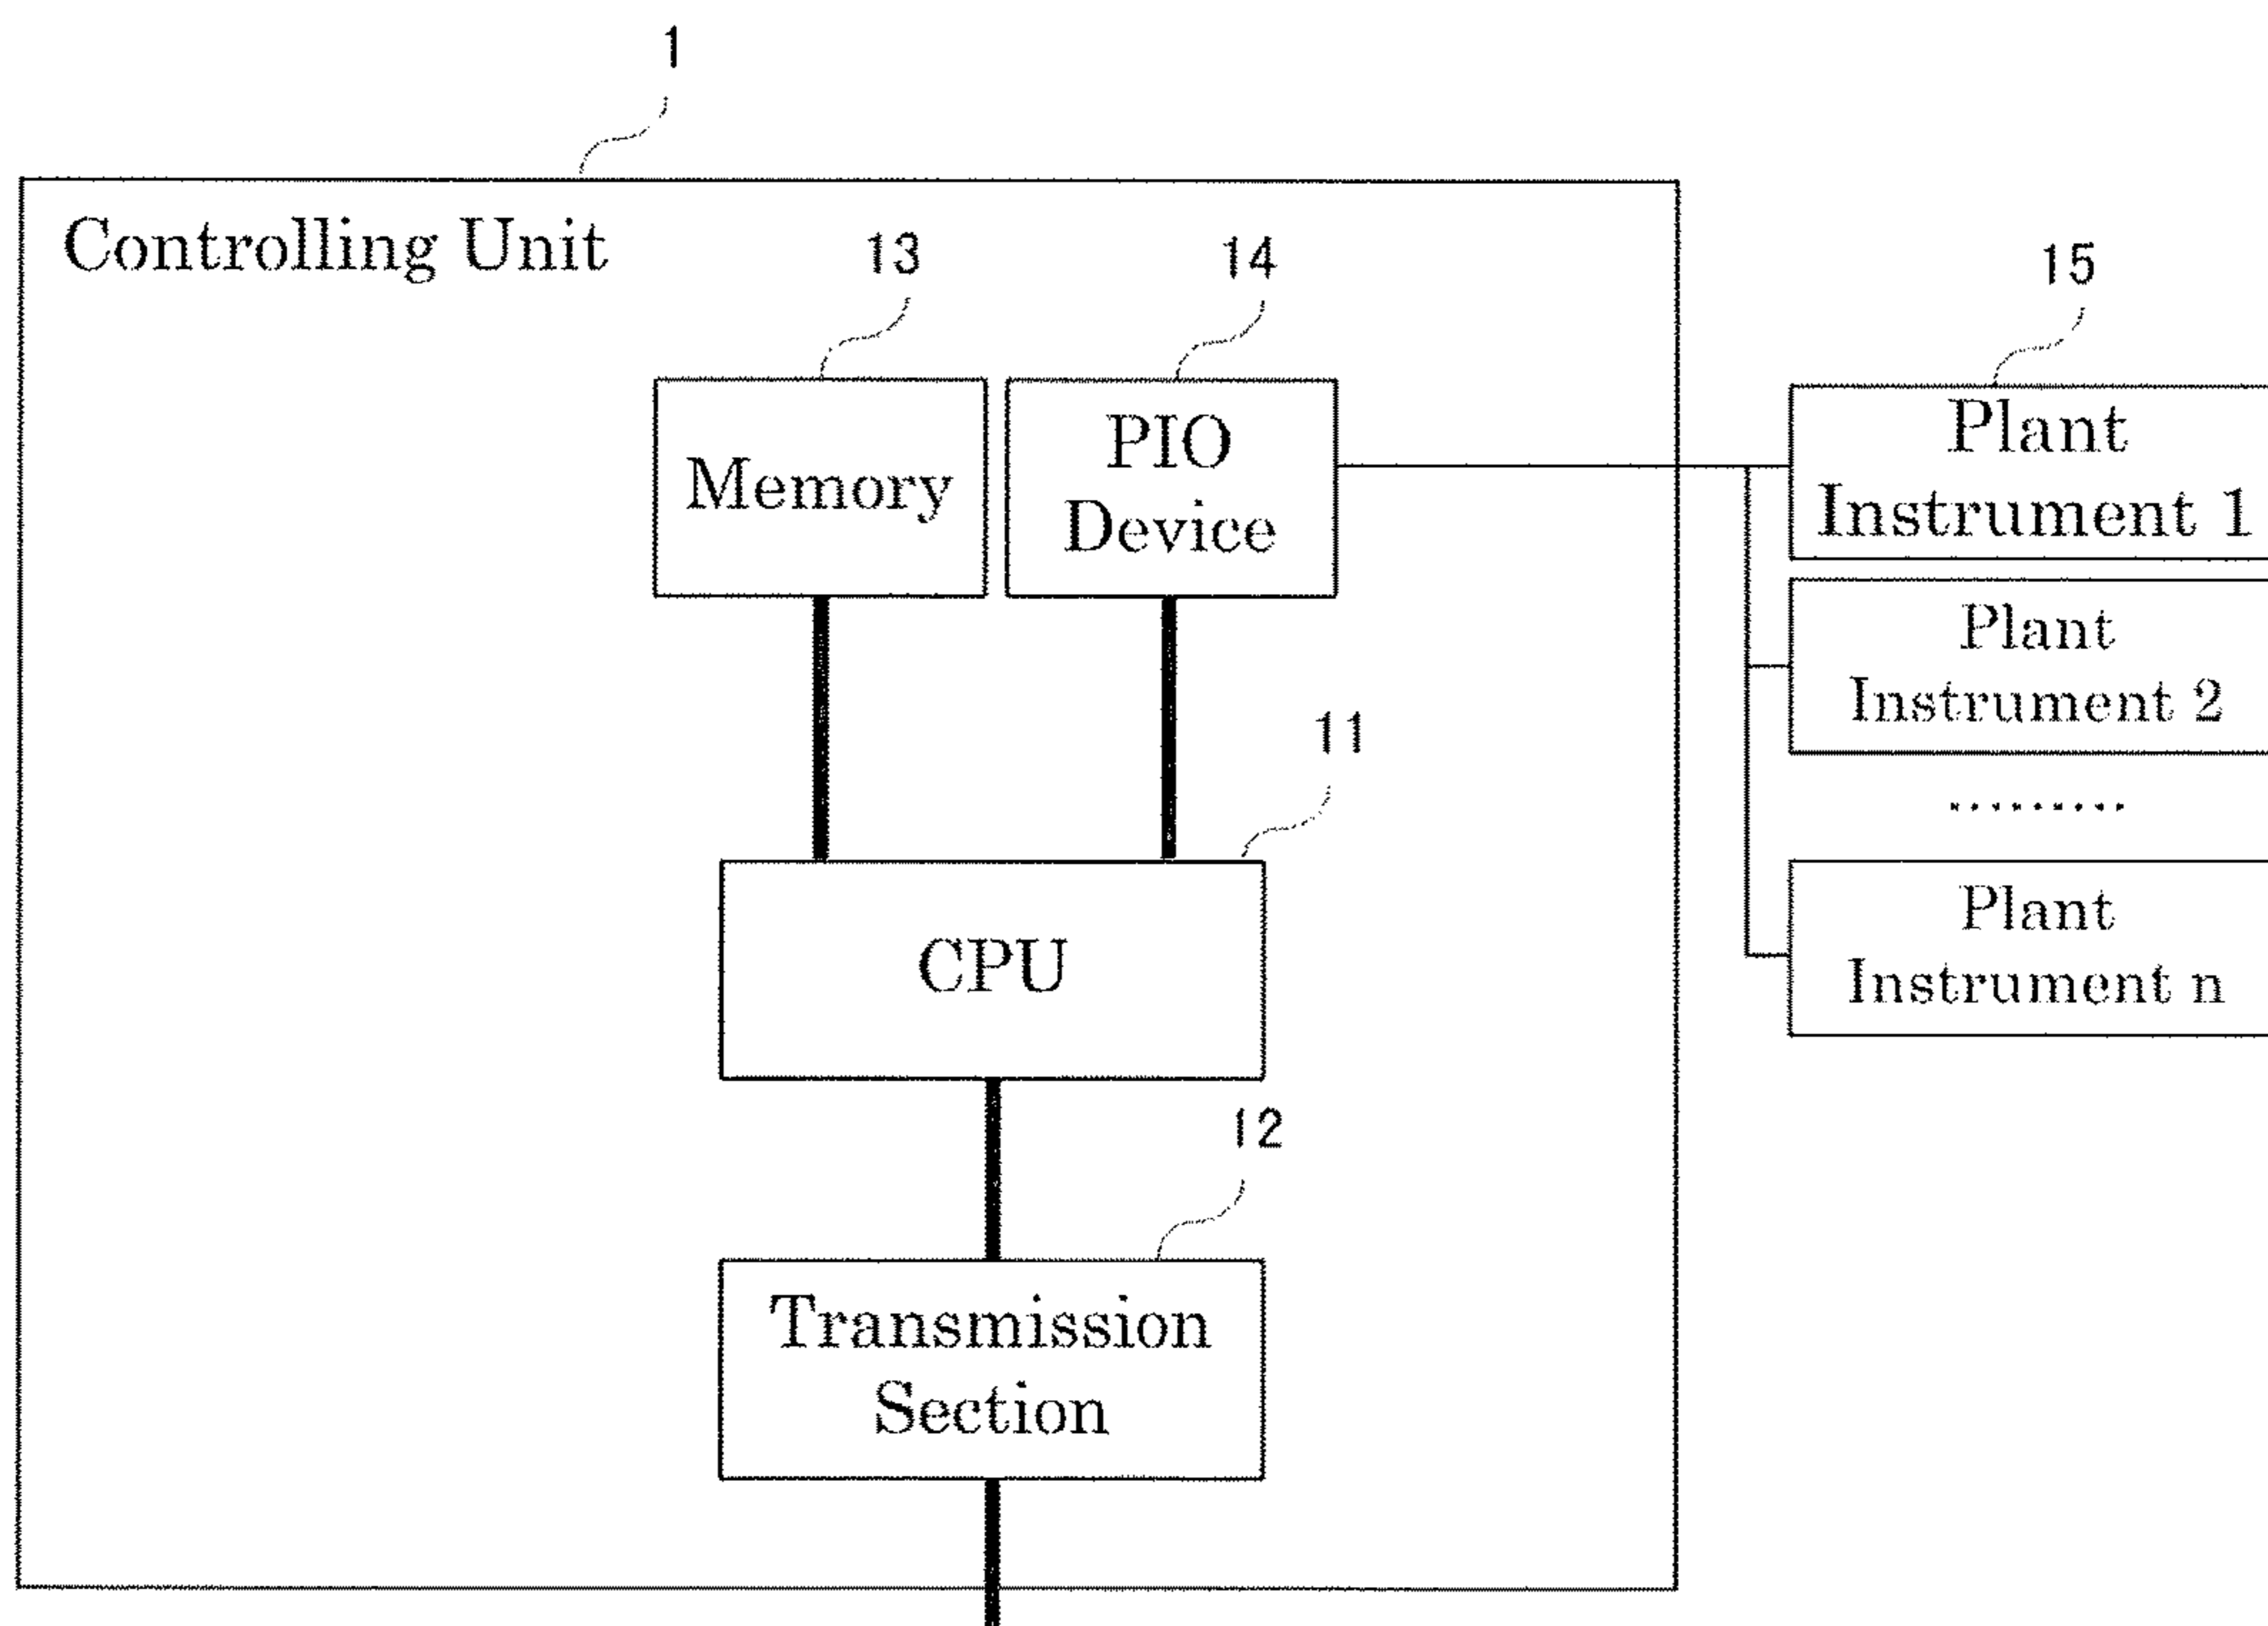 1
Controlling Unit
13
14
15
Memory
PIO
Device
Plant
Instrument 1
Plant
Instrument 2
.........
11
CPU
Plant
Instrument n
12
Transmission
Section